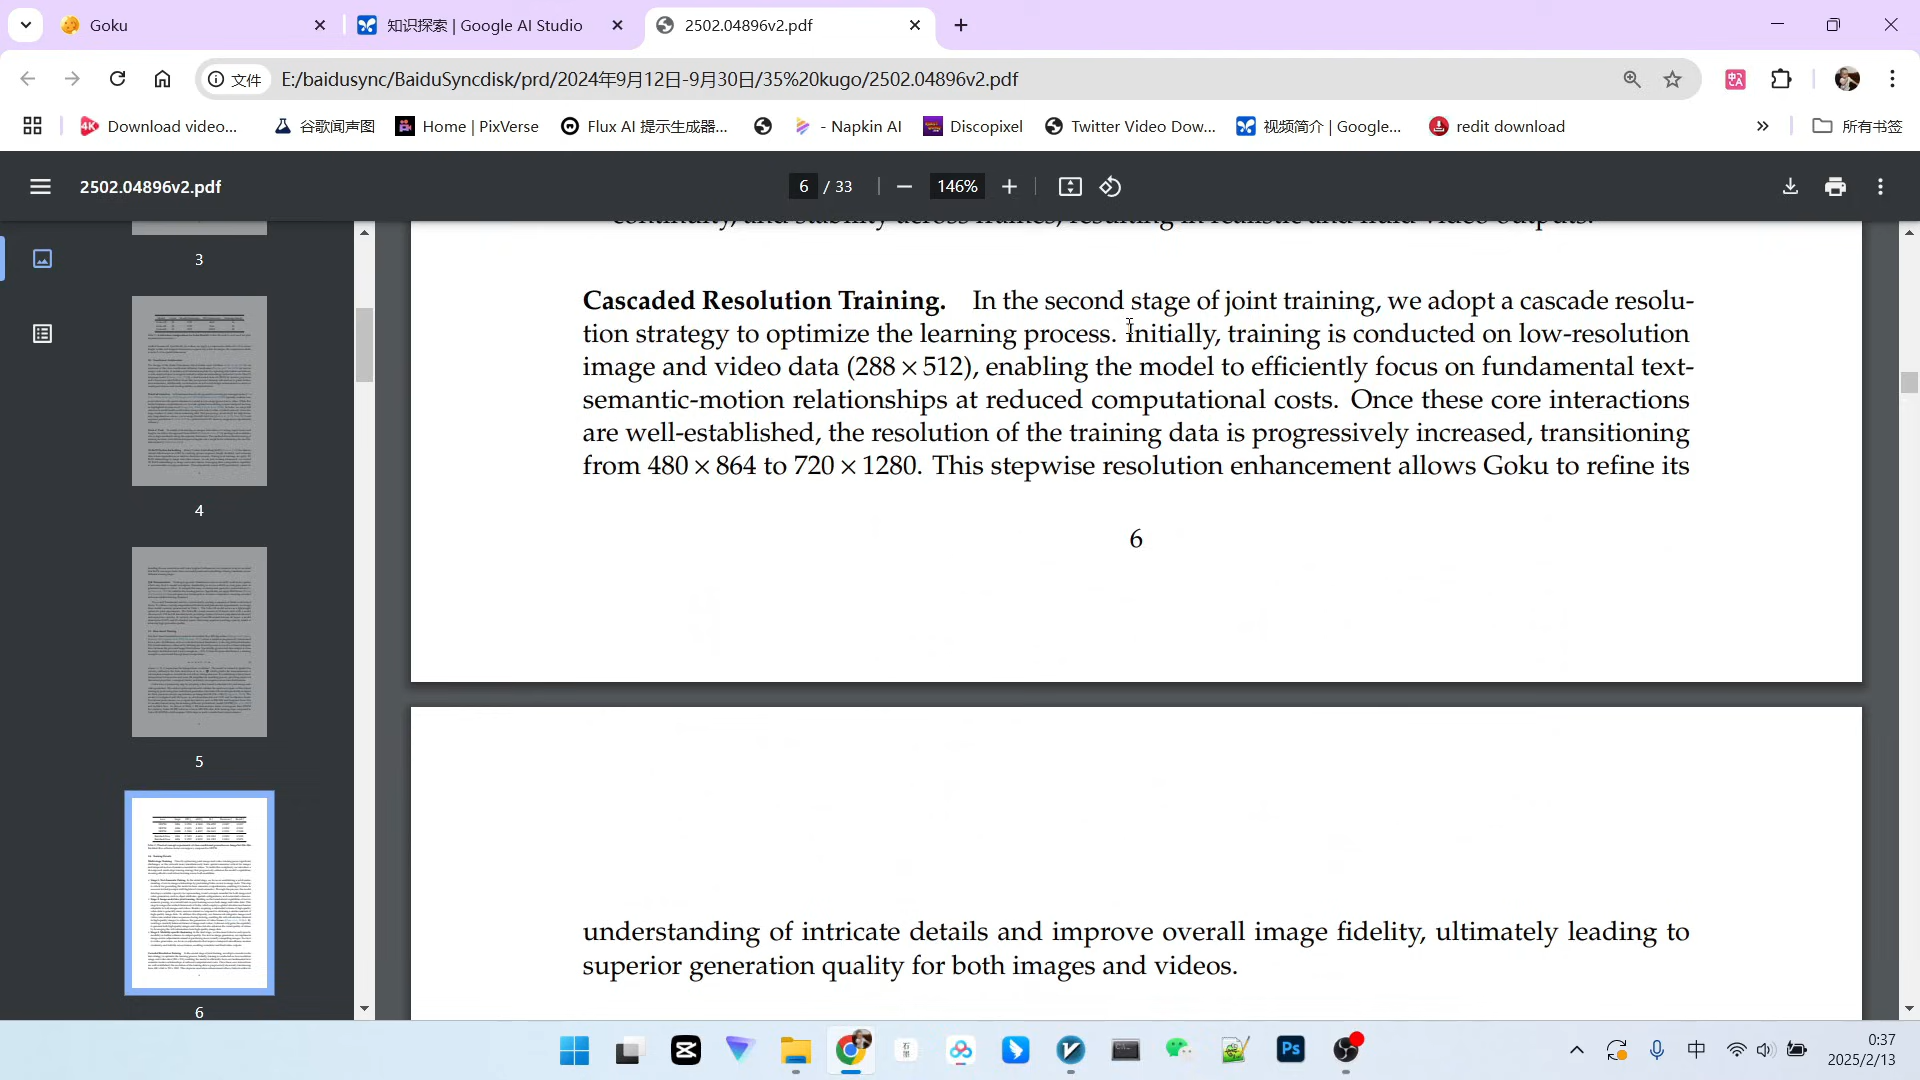 Goku
知识探索 | Google AI Studio
2502.04896v2.pdf
文件
E:/baidusync/BaiduSyncdisk/prd/2024年9月12日-9月30日/35%20kugo/2502.04896v2.pdf
Download video...
谷歌闻声图
Home | PixVerse
Flux AI 提示生成器...
- Napkin AI
Discopixel
Twitter Video Dow...
视频简介 | Google...
redit download
»
所有书签
2502.04896v2.pdf
6 / 33
146%
3
4
5
6
continuity, and stability across frames, resulting in realistic and fluid video outputs.
Cascaded Resolution Training. In the second stage of joint training, we adopt a cascade resolu-
tion strategy to optimize the learning process. Initially, training is conducted on low-resolution
image and video data (288 × 512), enabling the model to efficiently focus on fundamental text-
semantic-motion relationships at reduced computational costs. Once these core interactions
are well-established, the resolution of the training data is progressively increased, transitioning
from 480 × 864 to 720 × 1280. This stepwise resolution enhancement allows Goku to refine its
6
understanding of intricate details and improve overall image fidelity, ultimately leading to
superior generation quality for both images and videos.
Ps
中
0:37
2025/2/13